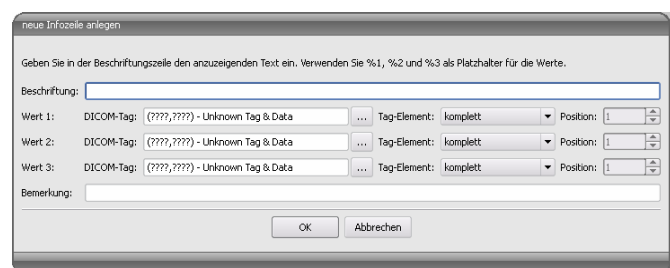 neue Infozeile anlegen
Geben Sie in der Beschriftungszeile den anzuzeigenden Text ein. Verwenden Sie %1, %2 und %3 als Platzhalter für die Werte.
Beschriftung:
Wert 1: DICOM-Tag: (????,????) - Unknown Tag & Data ... Tag-Element: komplett Position: 1
Wert 2: DICOM-Tag: (????,????) - Unknown Tag & Data ... Tag-Element: komplett Position: 1
Wert 3: DICOM-Tag: (????,????) - Unknown Tag & Data ... Tag-Element: komplett Position: 1
Bemerkung:
OK Abbrechen